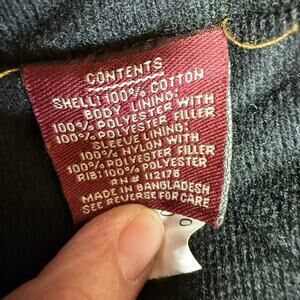 CONTENTS
SHELL: 100% COTTON
BODY LINING:
100% POLYESTER WITH
100% POLYESTER FILLER
SLEEVE LINING:
100% NYLON WITH
100% POLYESTER FILLER
RIB: 100% POLYESTER
RN# 112176
MADE IN BANGLADESH
SEE REVERSE FOR CARE